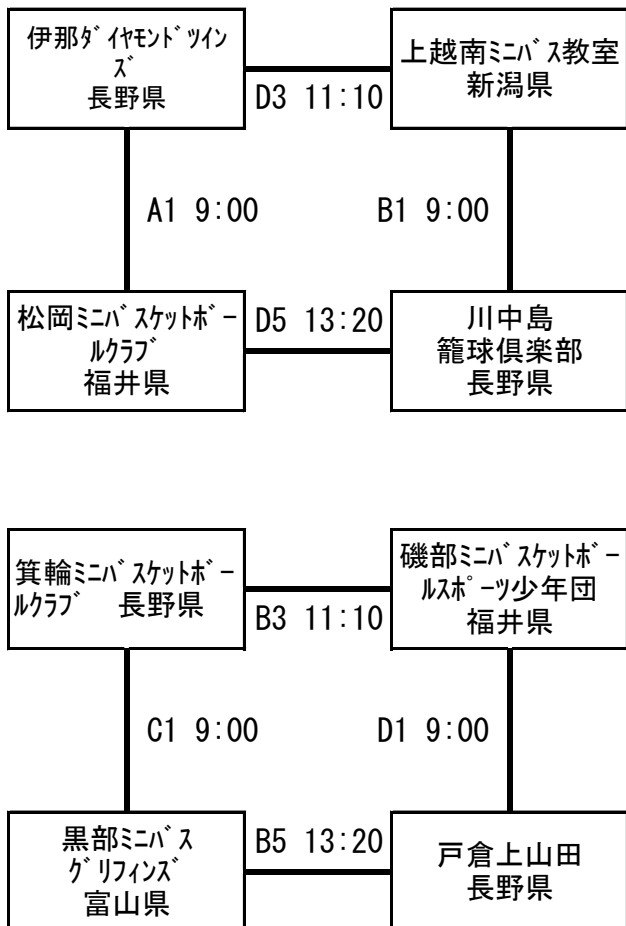 伊那ﾀﾞｲﾔﾓﾝﾄﾞﾂｲﾝ
ｽﾞ
長野県
D3 11:10
上越南ﾐﾆﾊﾞｽ教室
新潟県
A1 9:00
B1 9:00
松岡ﾐﾆﾊﾞｽｹｯﾄﾎﾞｰ
ﾙｸﾗﾌﾞ
福井県
D5 13:20
川中島
籠球倶楽部
長野県
箕輪ﾐﾆﾊﾞｽｹｯﾄﾎﾞｰ
ﾙｸﾗﾌﾞ　長野県
B3 11:10
磯部ﾐﾆﾊﾞｽｹｯﾄﾎﾞｰ
ﾙｽﾎﾟｰﾂ少年団
福井県
C1 9:00
D1 9:00
黒部ﾐﾆﾊﾞｽ
ｸﾞﾘﾌｨﾝｽﾞ
富山県
B5 13:20
戸倉上山田
長野県